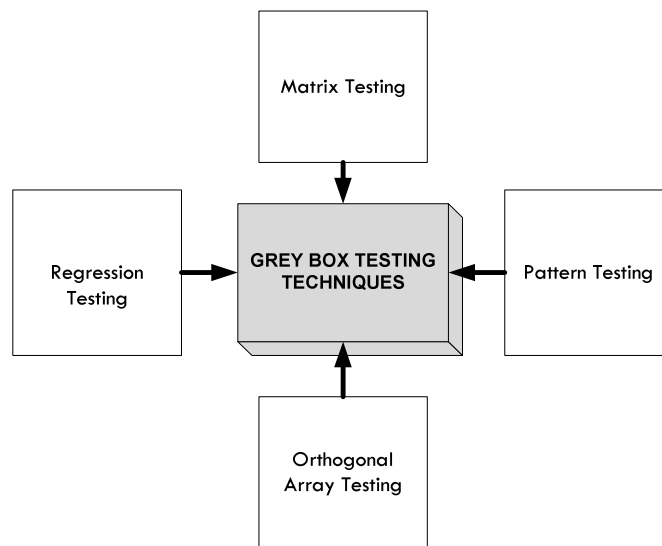 Matrix Testing
Regression
Testing
GREY BOX TESTING
TECHNIQUES
Pattern Testing
Orthogonal
Array Testing